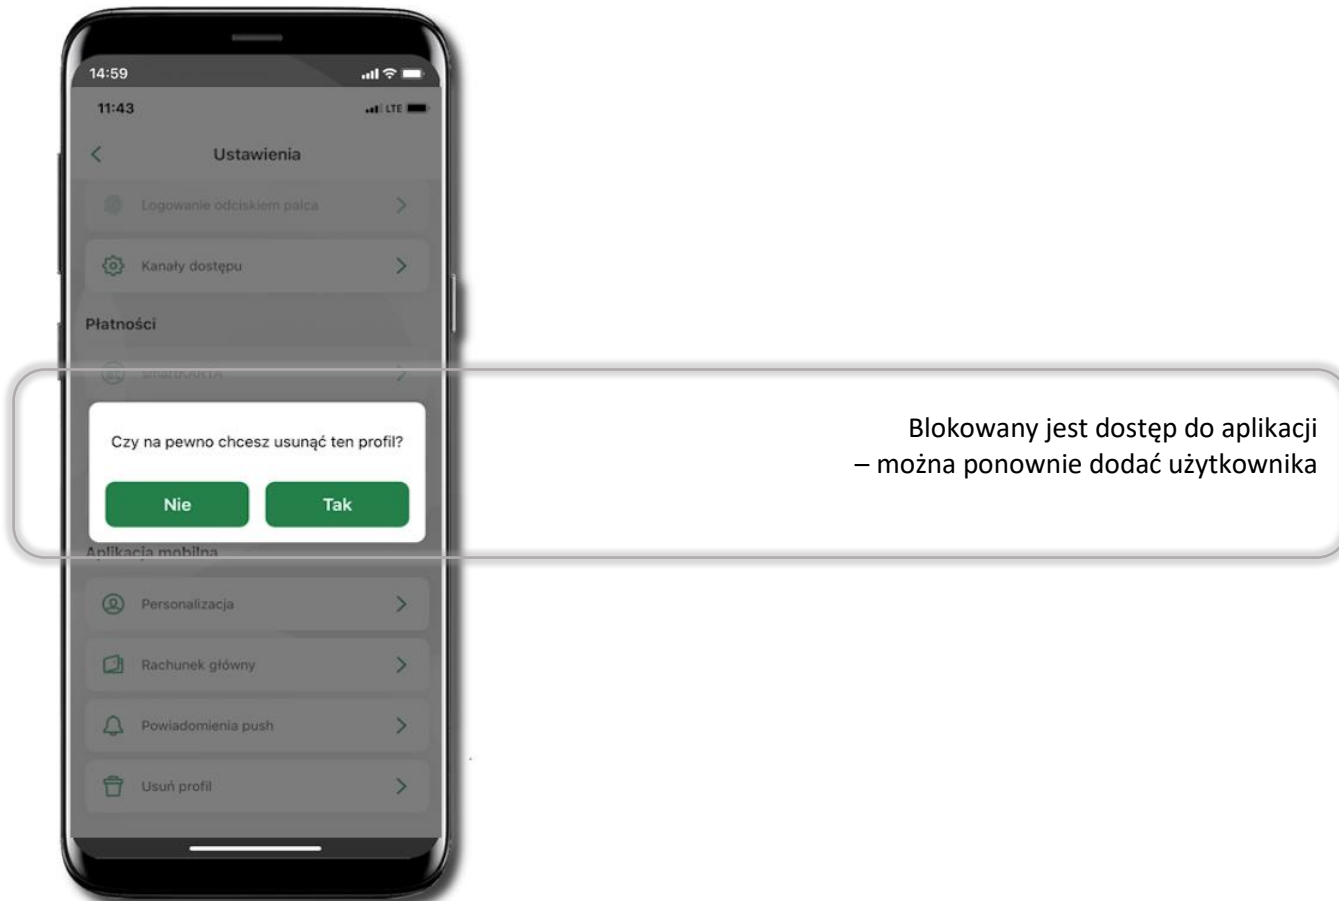 14:59
11:43
LTE
Ustawienia
Logowanie odciskiem palca
Kanały dostępu
Płatności
smartKARTA
Czy na pewno chcesz usunąć ten profil?
Nie
Tak
Blokowany jest dostęp do aplikacji
– można ponownie dodać użytkownika
Aplikacja mobilna
Personalizacja
Rachunek główny
Powiadomienia push
Usuń profil